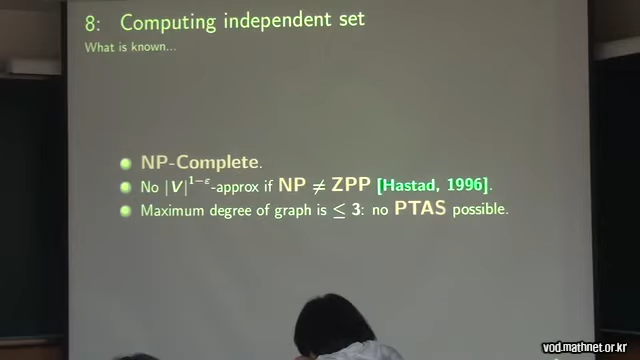 8: Computing independent set
What is known...
NP-Complete.
No |V|^{1-ε}-approx if NP ≠ ZPP [Hastad, 1996].
Maximum degree of graph is ≤ 3: no PTAS possible.
vod.mathnet.or.kr